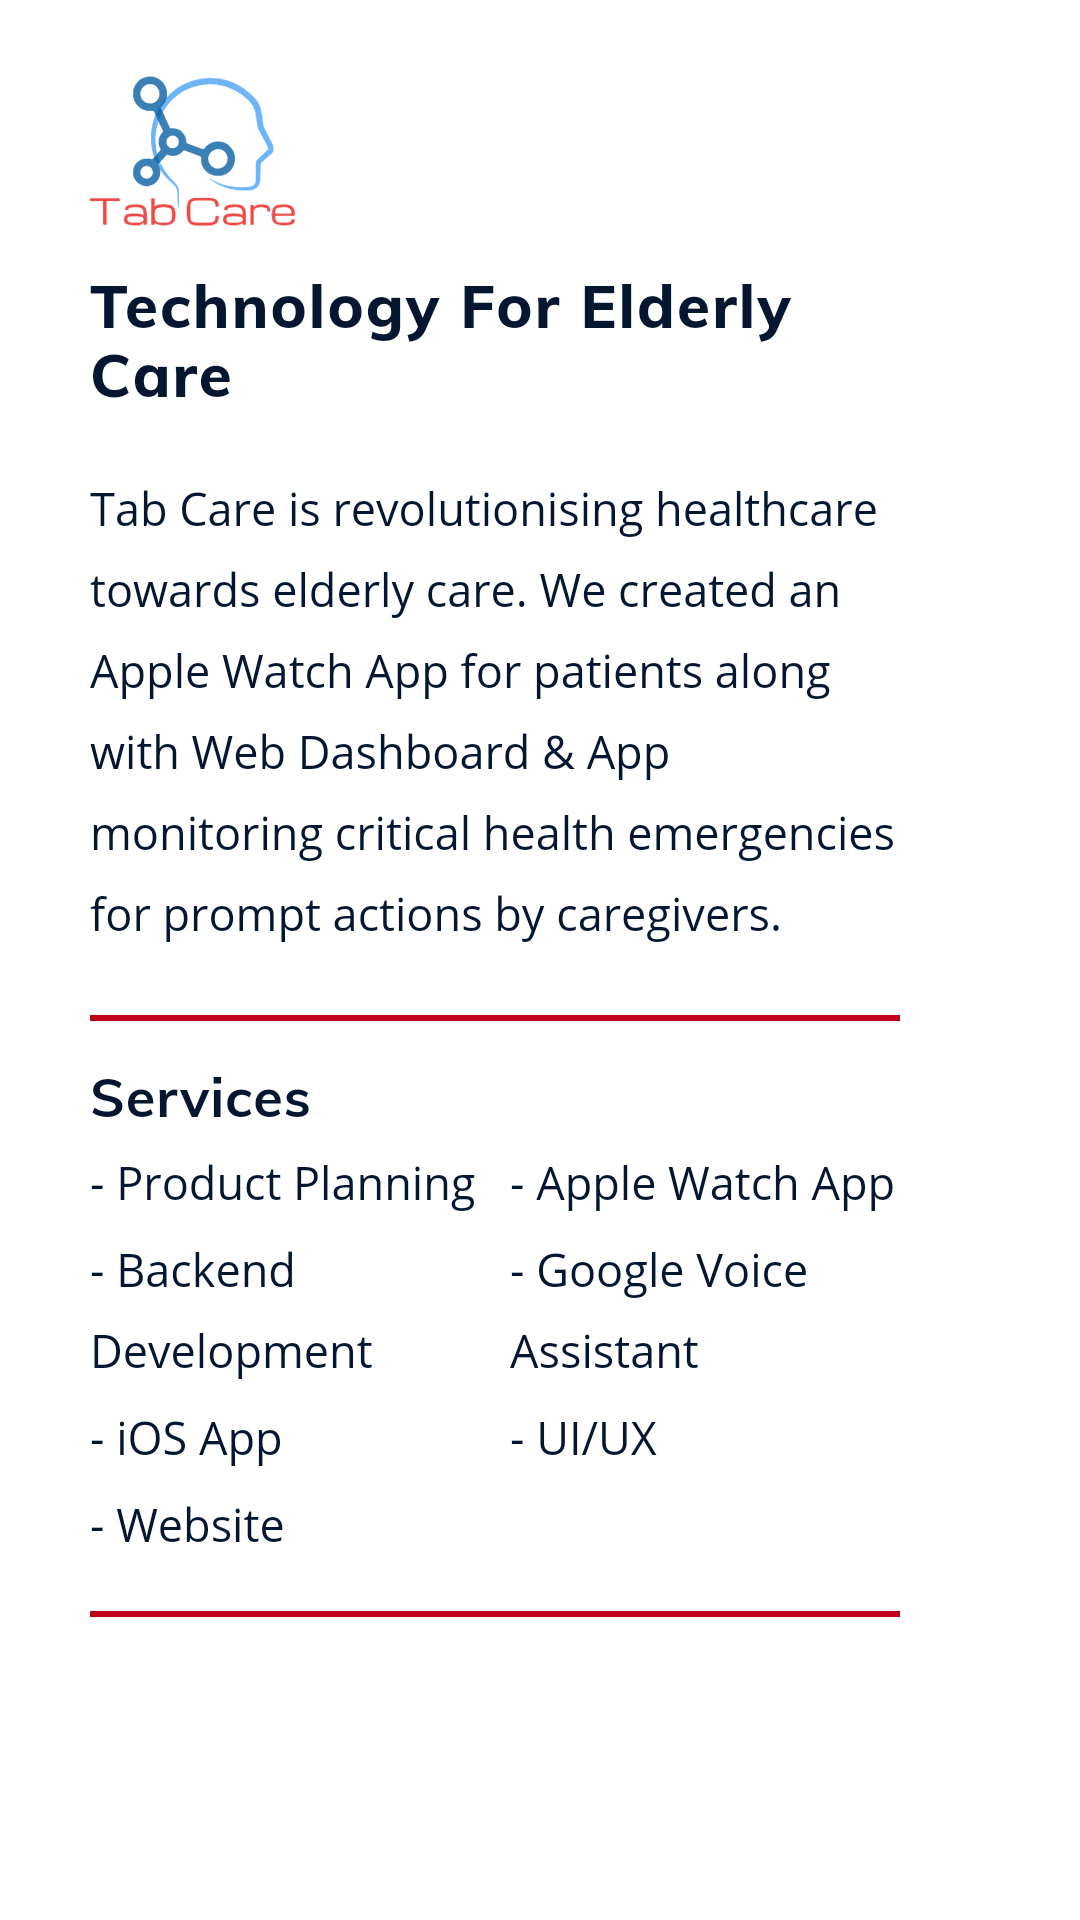 Tab Care
Technology For Elderly
Care
Tab Care is revolutionising healthcare
towards elderly care. We created an
Apple Watch App for patients along
with Web Dashboard & App
monitoring critical health emergencies
for prompt actions by caregivers.
Services
- Product Planning
- Backend
Development
- iOS App
- Website
- Apple Watch App
- Google Voice
Assistant
- UI/UX